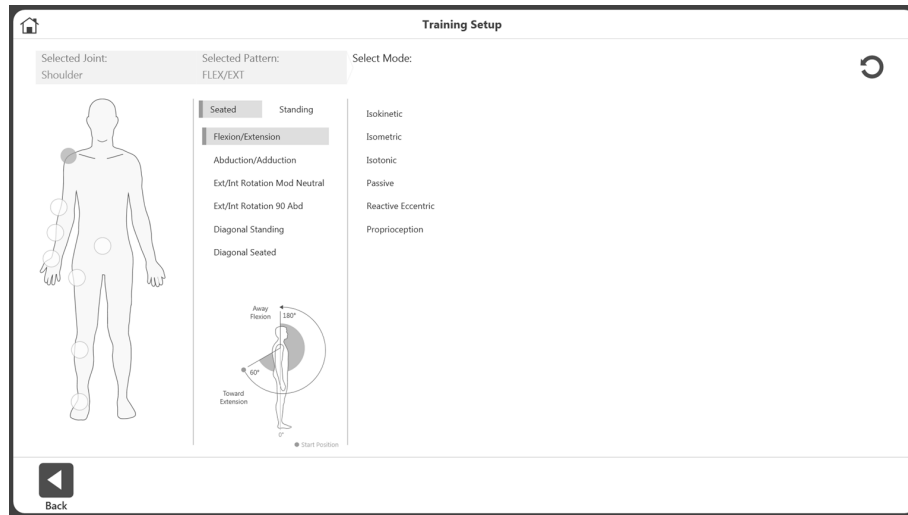 Training Setup
Selected Joint:
Shoulder
Selected Pattern:
FLEX/EXT
Select Mode:
Seated
Standing
Flexion/Extension
Abduction/Adduction
Ext/Int Rotation Mod Neutral
Ext/Int Rotation 90 Abd
Diagonal Standing
Diagonal Seated
Away
Flexion
180°
60°
Toward
Extension
0°
Start Position
Isokinetic
Isometric
Isotonic
Passive
Reactive Eccentric
Proprioception
Back